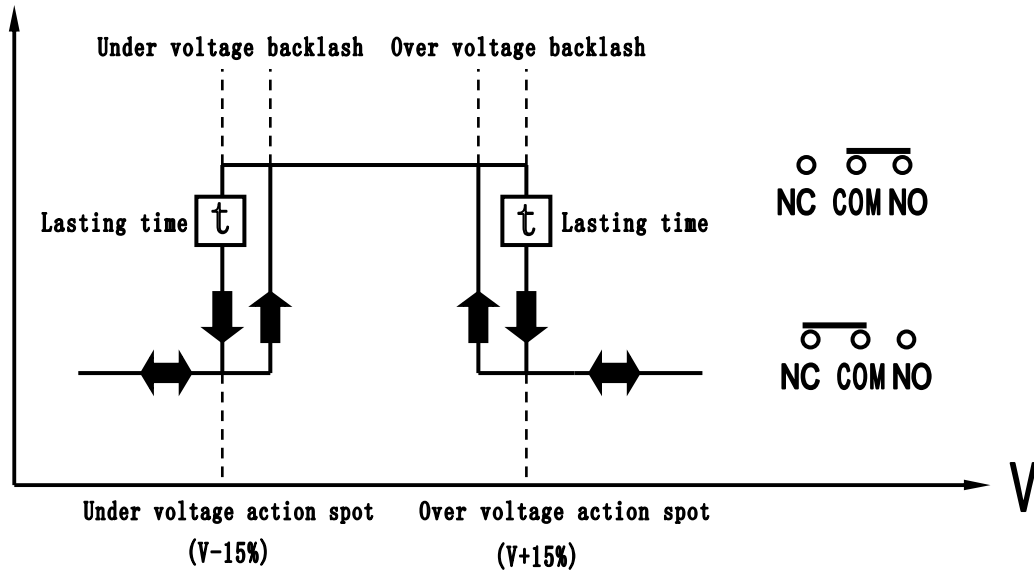 Under voltage backlash
Over voltage backlash
NC COM NO
Lasting time
t
t
Lasting time
NC COM NO
V
Under voltage action spot
(V-15%)
Over voltage action spot
(V+15%)